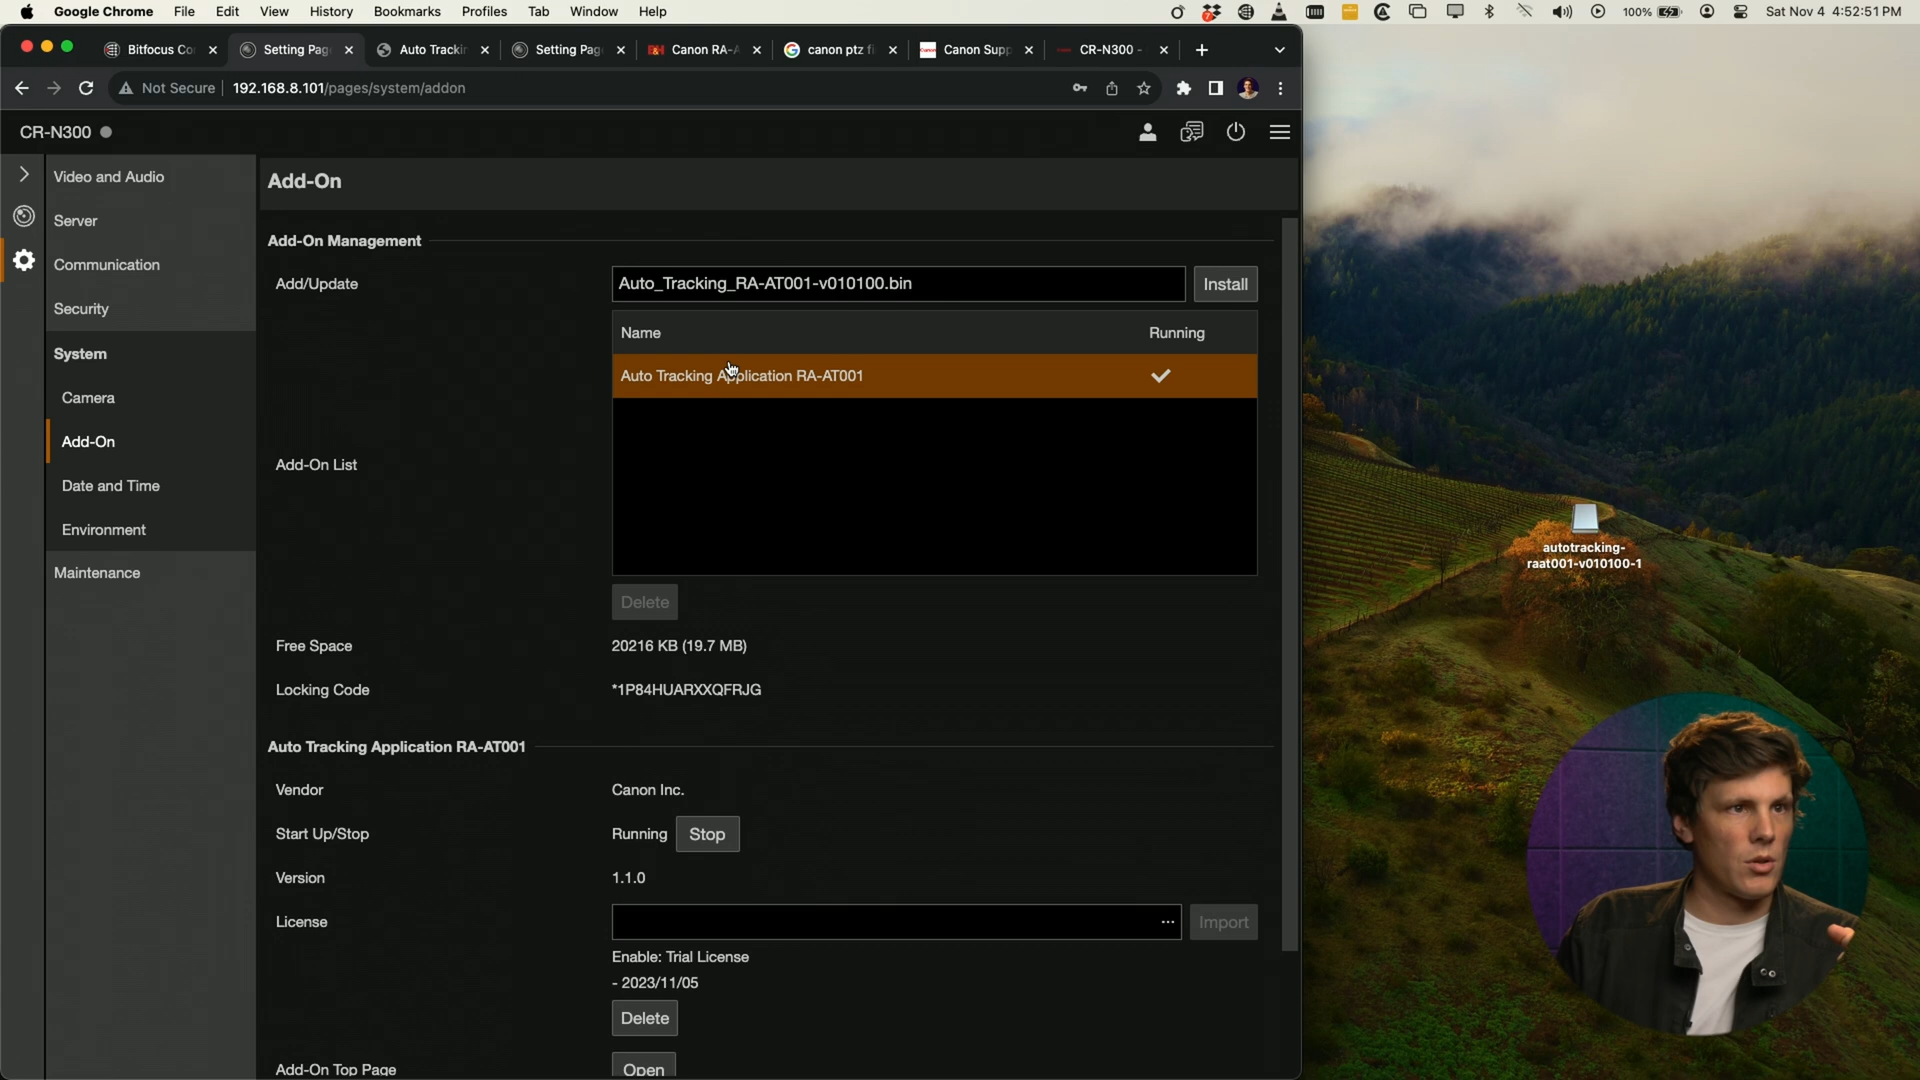 Google Chrome File Edit View History Bookmarks Profiles Tab Window Help
100% Sat Nov 4 4:52:51 PM
Bitfocus Co Setting Pag Auto Trackin Setting Pag Canon RA-A canon ptz fi Canon Supp CR-N300 -
Not Secure 192.168.8.101/pages/system/addon
CR-N300
Video and Audio
Server
Communication
Security
System
Camera
Add-On
Date and Time
Environment
Maintenance
Add-On
Add-On Management
Add/Update Auto_Tracking_RA-AT001-v010100.bin Install
Name Running
Auto Tracking Application RA-AT001
Add-On List
Delete
Free Space 20216 KB (19.7 MB)
Locking Code *1P84HUARXXQFRJG
Auto Tracking Application RA-AT001
Vendor Canon Inc.
Start Up/Stop Running Stop
Version 1.1.0
License ... Import
Enable: Trial License
- 2023/11/05
Delete
Add-On Top Page Open
autotracking-
raat001-v010100-1